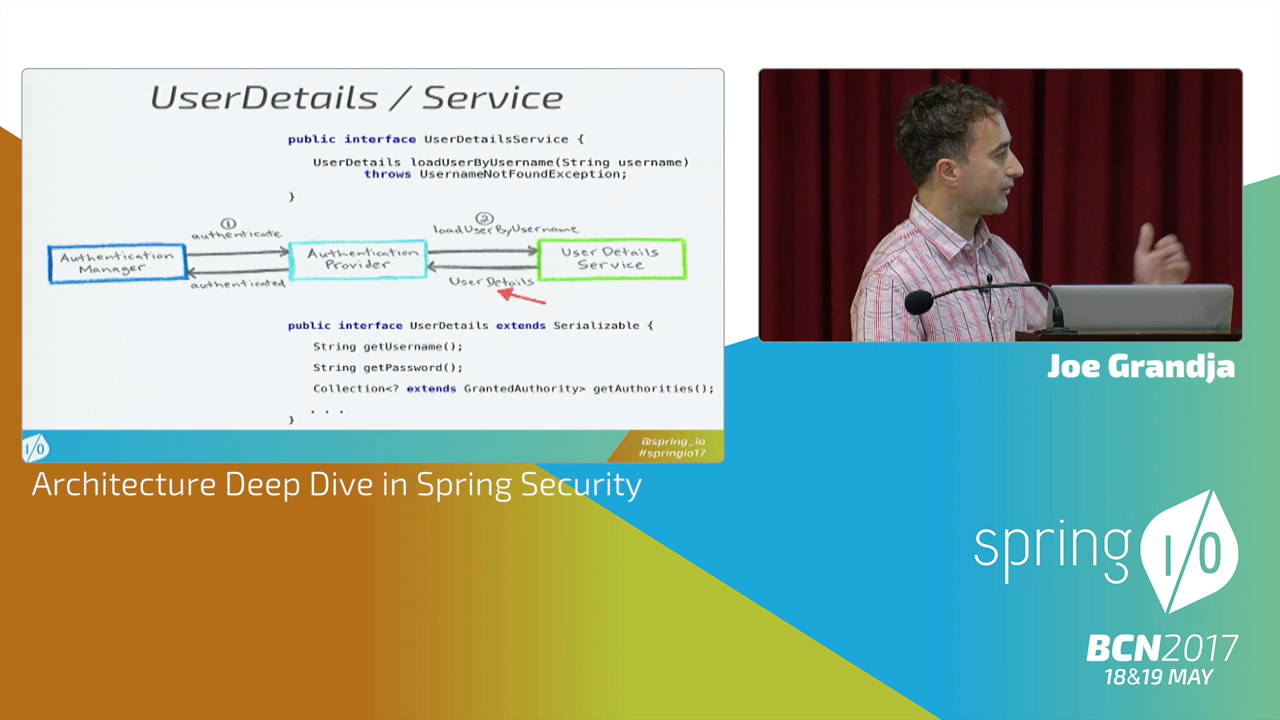 UserDetails / Service
public interface UserDetailsService {
UserDetails loadUserByUsername(String username)
throws UsernameNotFoundException;
}
①
authenticate
②
loadUserByUsername
Authentication
Manager
Authentication
Provider
User Details
Service
authenticated
UserDetails
public interface UserDetails extends Serializable {
String getUsername();
String getPassword();
Collection<? extends GrantedAuthority> getAuthorities();
. . .
}
I/O
@spring_io
#springio17
Joe Grandja
Architecture Deep Dive in Spring Security
spring I/O
BCN2017
18&19 MAY